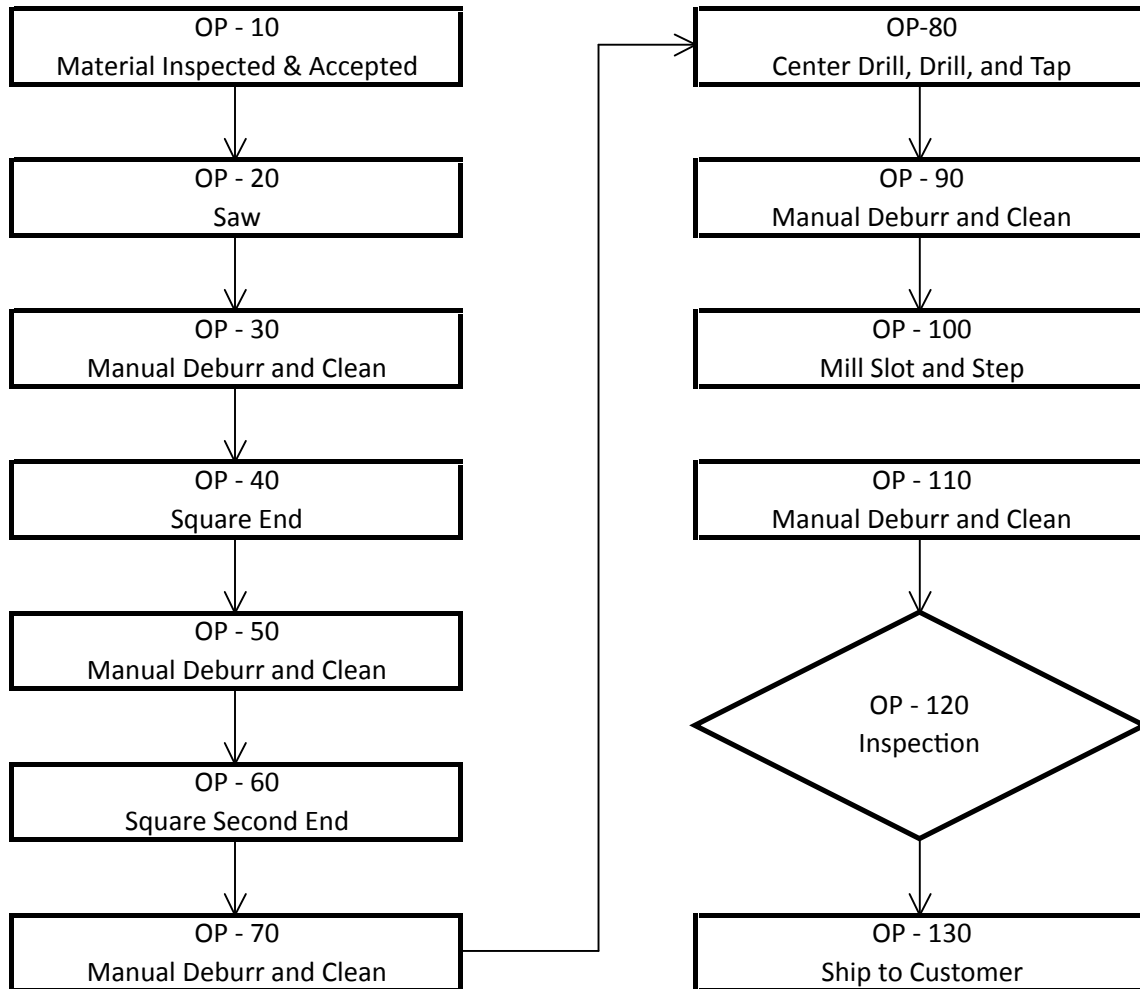 OP - 10
Material Inspected & Accepted
OP - 20
Saw
OP - 30
Manual Deburr and Clean
OP - 40
Square End
OP - 50
Manual Deburr and Clean
OP - 60
Square Second End
OP - 70
Manual Deburr and Clean
OP-80
Center Drill, Drill, and Tap
OP - 90
Manual Deburr and Clean
OP - 100
Mill Slot and Step
OP - 110
Manual Deburr and Clean
OP - 120
Inspection
OP - 130
Ship to Customer